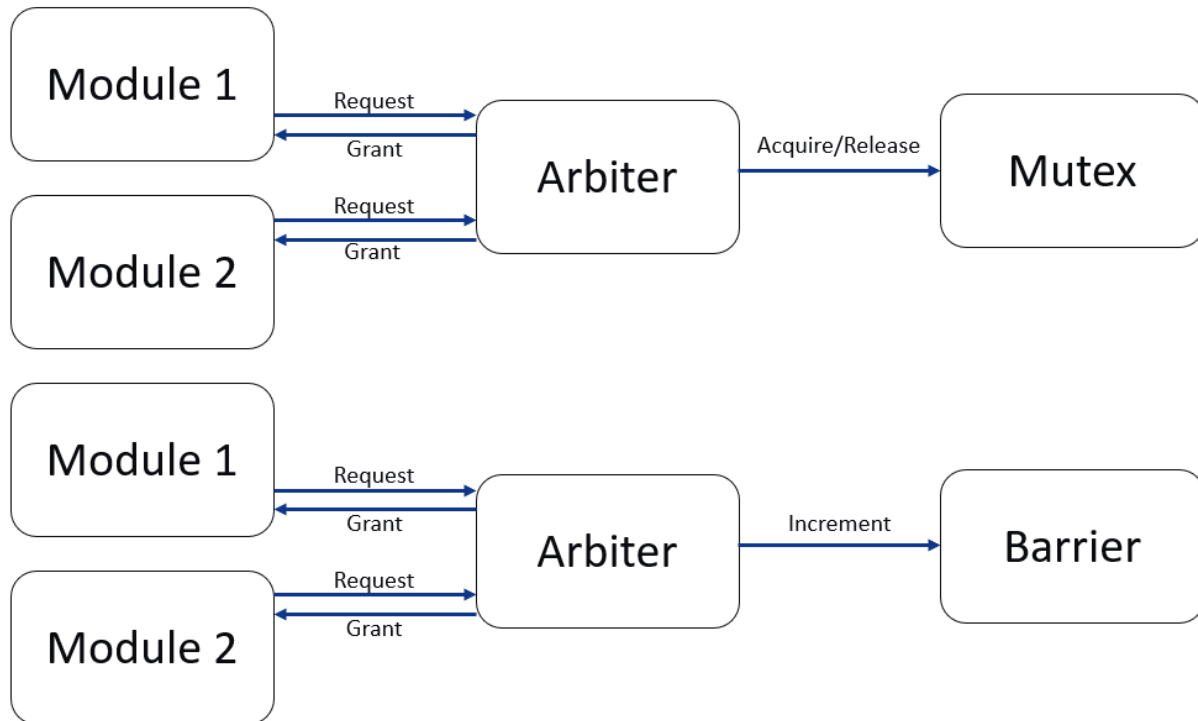 Module 1
Request
Grant
Module 2
Request
Grant
Arbiter
Acquire/Release
Mutex
Module 1
Request
Grant
Module 2
Request
Grant
Arbiter
Increment
Barrier